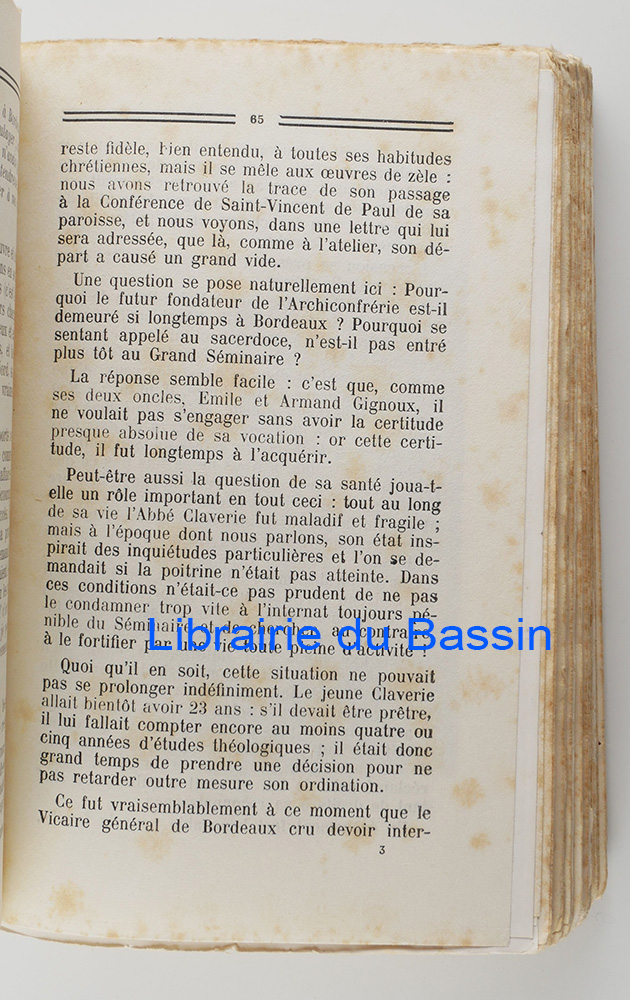 65
reste fidèle, bien entendu, à toutes ses habitudes
chrétiennes, mais il se mêle aux œuvres de zèle :
nous avons retrouvé la trace de son passage
à la Conférence de Saint-Vincent de Paul de sa
paroisse, et nous voyons, dans une lettre qui lui
sera adressée, que là, comme à l'atelier, son dé-
part a causé un grand vide.
Une question se pose naturellement ici : Pour-
quoi le futur fondateur de l'Archiconfrérie est-il
demeuré si longtemps à Bordeaux ? Pourquoi se
sentant appelé au sacerdoce, n'est-il pas entré
plus tôt au Grand Séminaire ?
La réponse semble facile : c'est que, comme
ses deux oncles, Emile et Armand Gignoux, il
ne voulait pas s'engager sans avoir la certitude
presque absolue de sa vocation : or cette certi-
tude, il fut longtemps à l'acquérir.
Peut-être aussi la question de sa santé joua-t-
elle un rôle important en tout ceci : tout au long
de sa vie l'Abbé Claverie fut maladif et fragile ;
mais à l'époque dont nous parlons, son état ins-
pirait des inquiétudes particulières et l'on se de-
mandait si la poitrine n'était pas atteinte. Dans
ces conditions n'était-ce pas prudent de ne pas
le condamner trop vite à l'internat toujours pé-
nible du Séminaire et de chercher au contraire
à le fortifier par une vie toute pleine d'activité ?
Librairie du Bassin
Quoi qu'il en soit, cette situation ne pouvait
pas se prolonger indéfiniment. Le jeune Claverie
allait bientôt avoir 23 ans : s'il devait être prêtre,
il lui fallait compter encore au moins quatre ou
cinq années d'études théologiques ; il était donc
grand temps de prendre une décision pour ne
pas retarder outre mesure son ordination.
Ce fut vraisemblablement à ce moment que le
Vicaire général de Bordeaux cru devoir inter-
3